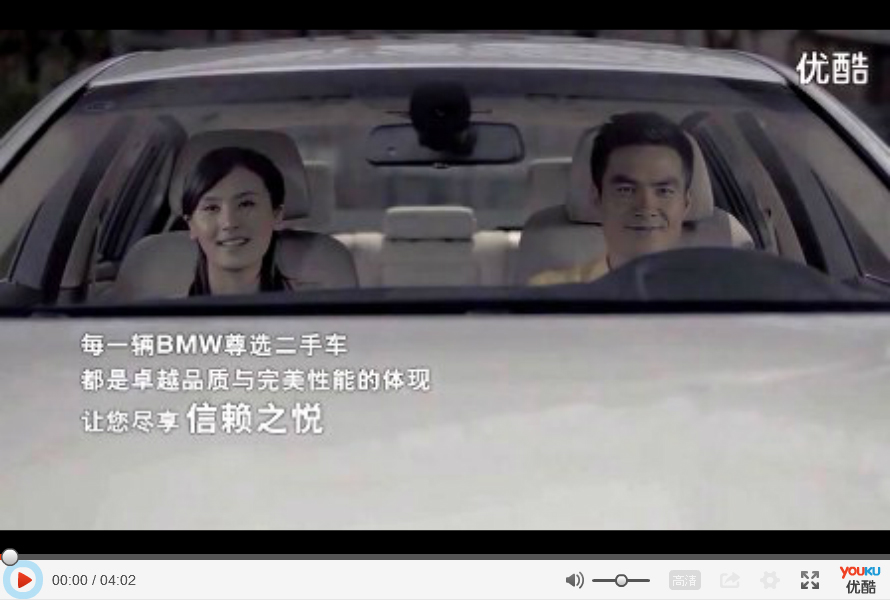 优酷
每一辆BMW尊选二手车
都是卓越品质与完美性能的体现
让您尽享 信赖之悦
00:00 / 04:02
高清
YOUKU
优酷